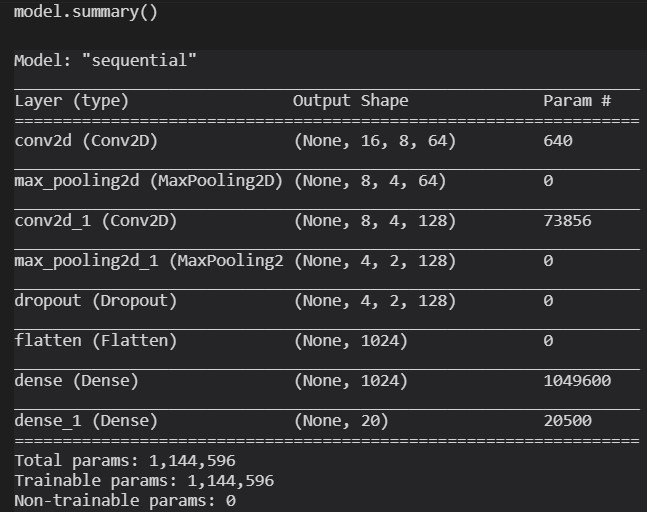 model.summary()
Model: "sequential"
Layer (type) Output Shape Param #
conv2d (Conv2D) (None, 16, 8, 64) 640
max_pooling2d (MaxPooling2D) (None, 8, 4, 64) 0
conv2d_1 (Conv2D) (None, 8, 4, 128) 73856
max_pooling2d_1 (MaxPooling2 (None, 4, 2, 128) 0
dropout (Dropout) (None, 4, 2, 128) 0
flatten (Flatten) (None, 1024) 0
dense (Dense) (None, 1024) 1049600
dense_1 (Dense) (None, 20) 20500
Total params: 1,144,596
Trainable params: 1,144,596
Non-trainable params: 0